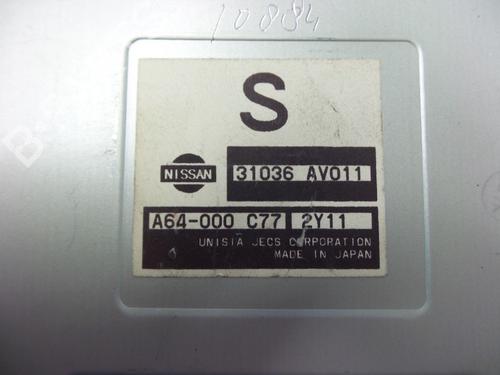 10884
S
NISSAN
31036 AV011
A64-000 C77 2Y11
UNISIA JECS CORPORATION
MADE IN JAPAN